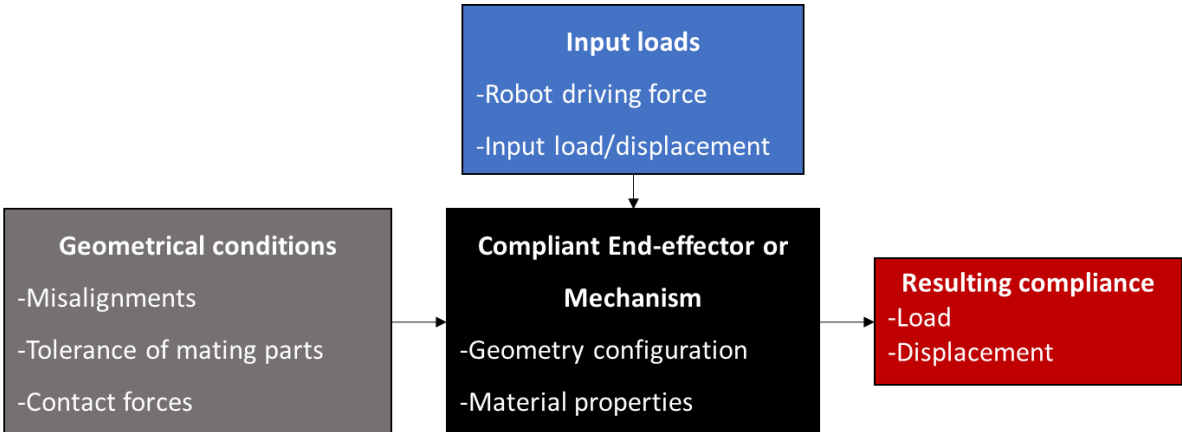 Input loads
-Robot driving force
-Input load/displacement
Geometrical conditions
-Misalignments
-Tolerance of mating parts
-Contact forces
Compliant End-effector or
Mechanism
-Geometry configuration
-Material properties
Resulting compliance
-Load
-Displacement